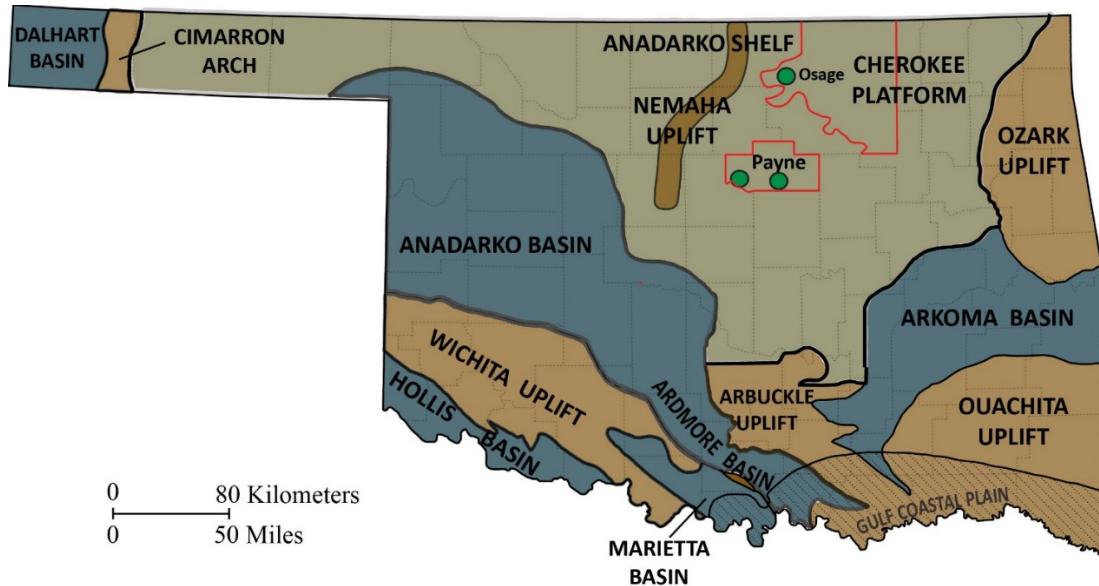 DALHART
BASIN
CIMARRON
ARCH
ANADARKO SHELF
Osage
CHEROKEE
PLATFORM
NEMAHA
UPLIFT
OZARK
UPLIFT
Payne
ANADARKO BASIN
ARKOMA BASIN
WICHITA UPLIFT
HOLLIS BASIN
ARDMORE BASIN
ARBUCKLE
UPLIFT
OUACHITA
UPLIFT
GULF COASTAL PLAIN
MARIETTA
BASIN
0 80 Kilometers
0 50 Miles